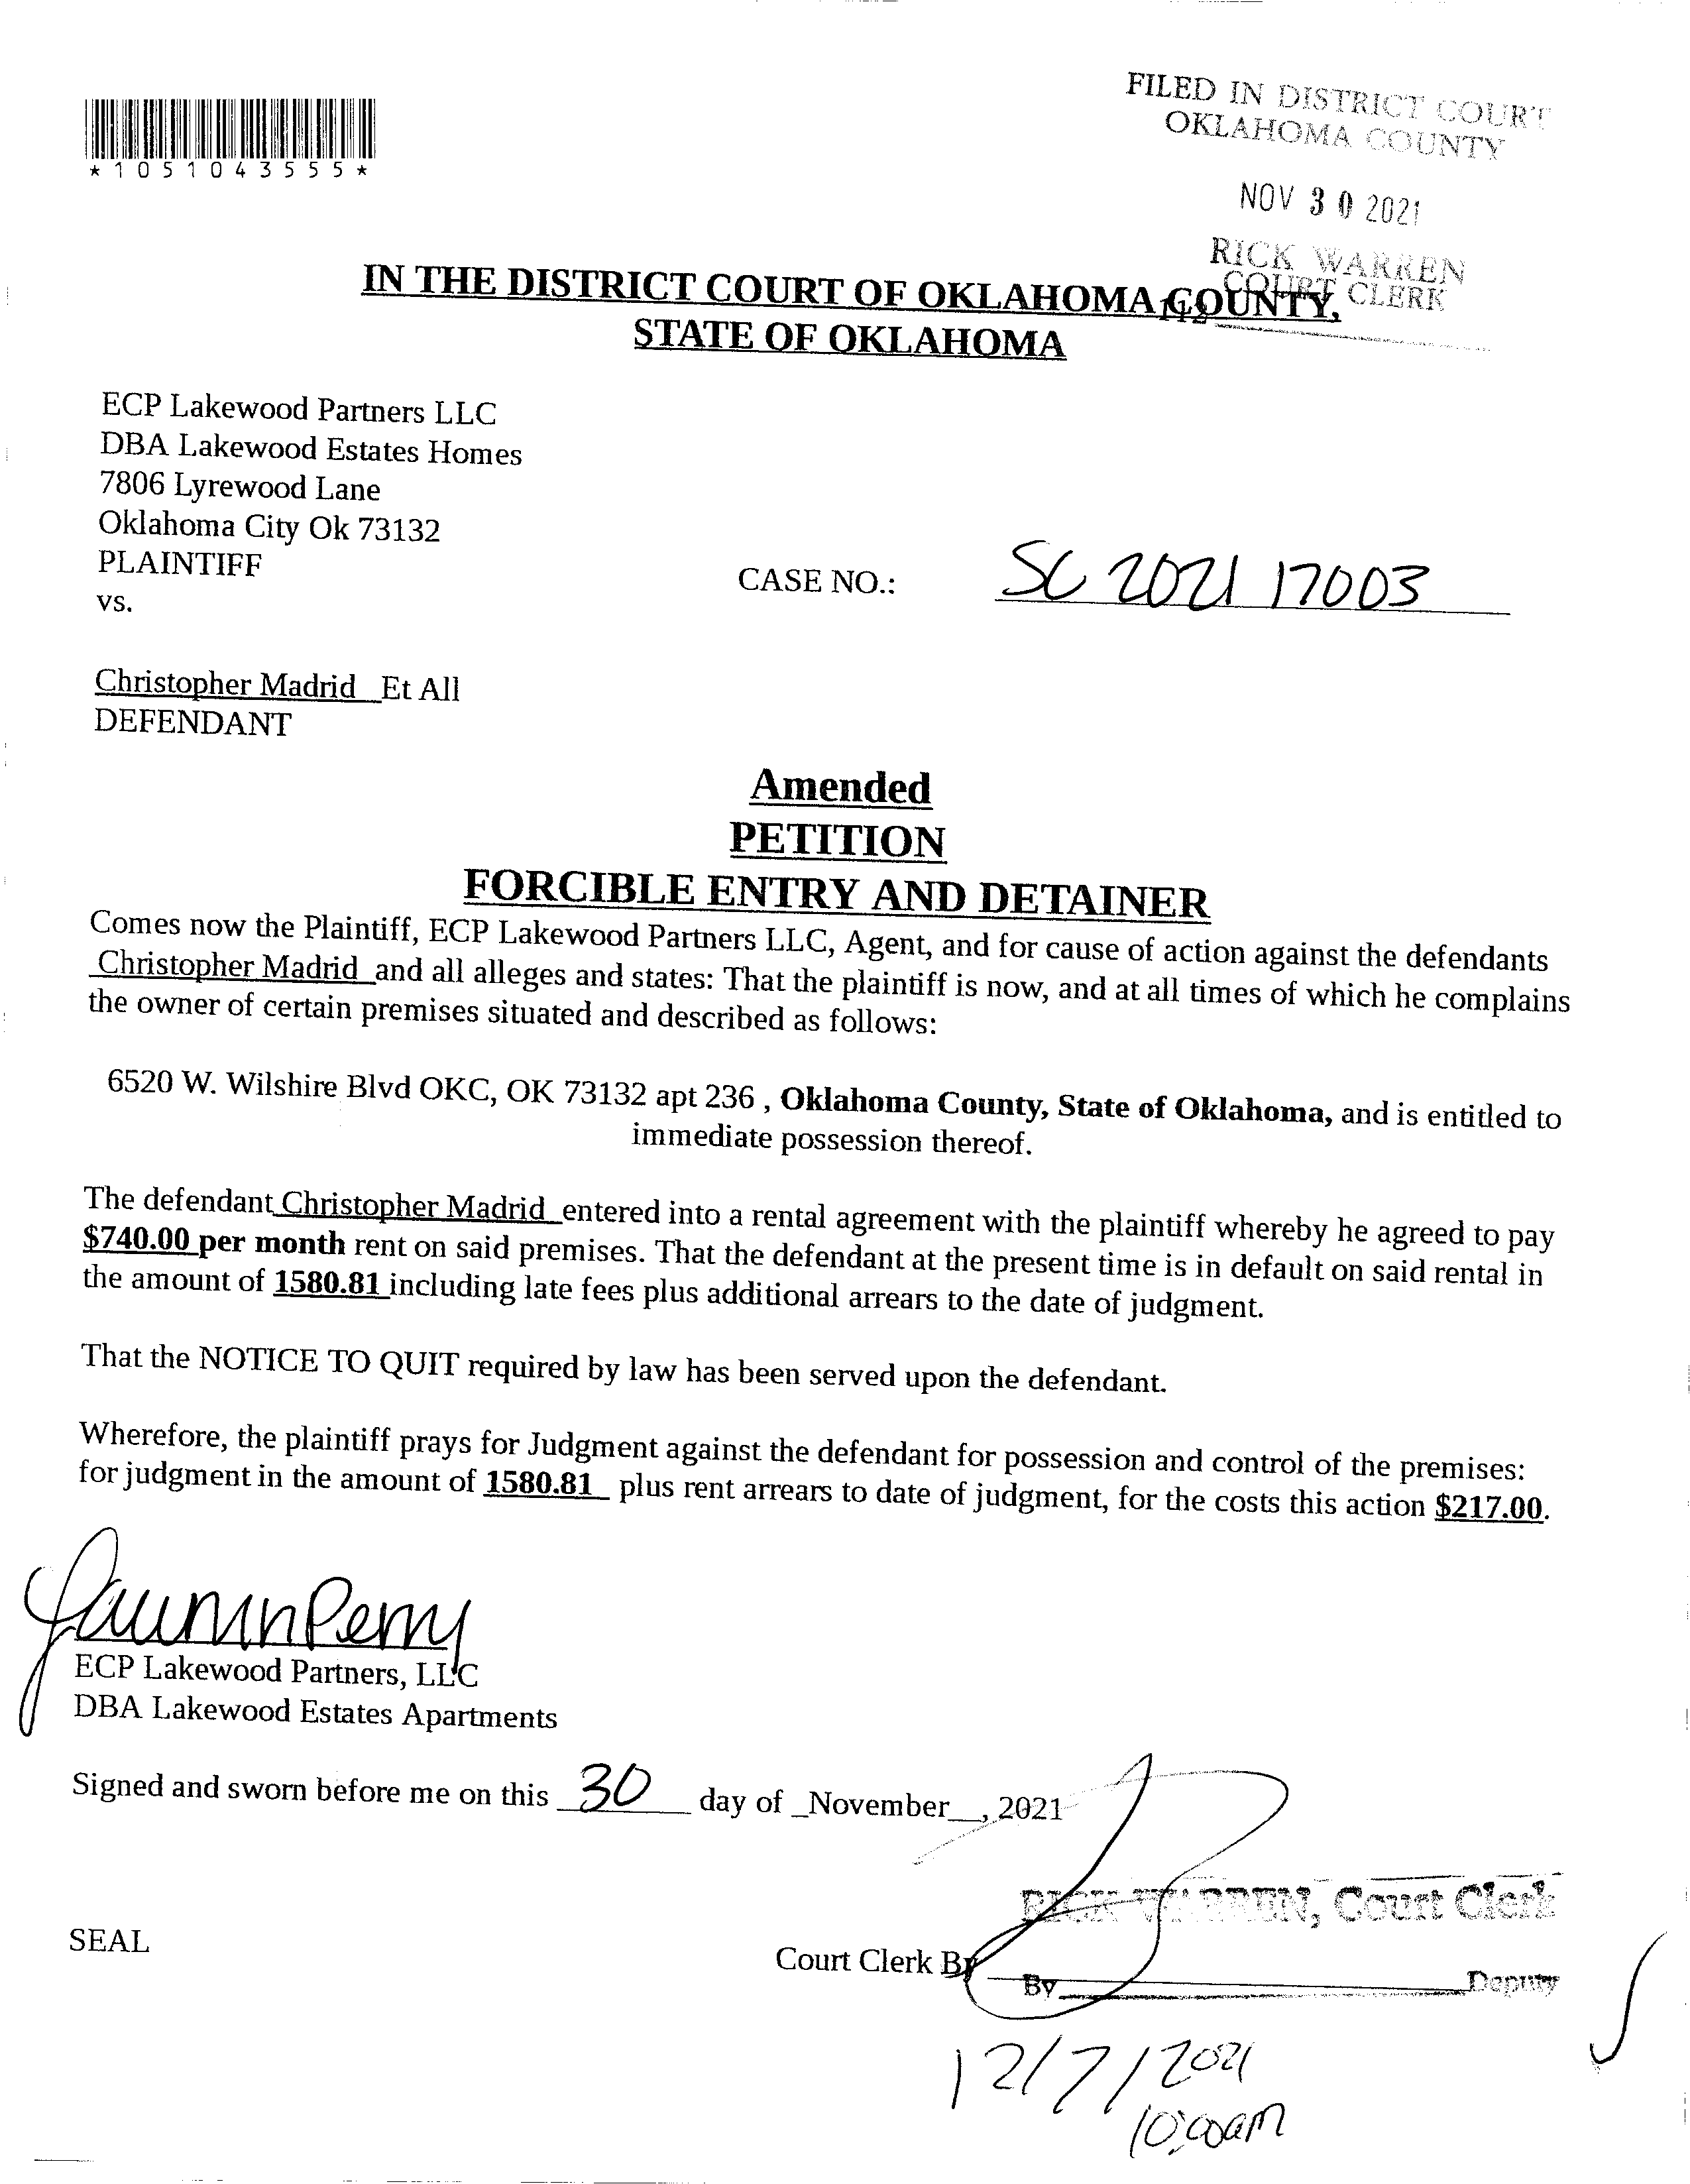 *1051043555*
FILED IN DISTRICT COURT
OKLAHOMA COUNTY
NOV 30 2021
RICK WARREN
COURT CLERK
IN THE DISTRICT COURT OF OKLAHOMA COUNTY,
STATE OF OKLAHOMA
ECP Lakewood Partners LLC
DBA Lakewood Estates Homes
7806 Lyrewood Lane
Oklahoma City Ok 73132
PLAINTIFF
vs.
CASE NO.: SC 2021 17003
Christopher Madrid Et All
DEFENDANT
Amended
PETITION
FORCIBLE ENTRY AND DETAINER
Comes now the Plaintiff, ECP Lakewood Partners LLC, Agent, and for cause of action against the defendants
Christopher Madrid and all alleges and states: That the plaintiff is now, and at all times of which he complains
the owner of certain premises situated and described as follows:
6520 W. Wilshire Blvd OKC, OK 73132 apt 236 , Oklahoma County, State of Oklahoma, and is entitled to
immediate possession thereof.
The defendant Christopher Madrid entered into a rental agreement with the plaintiff whereby he agreed to pay
$740.00 per month rent on said premises. That the defendant at the present time is in default on said rental in
the amount of 1580.81 including late fees plus additional arrears to the date of judgment.
That the NOTICE TO QUIT required by law has been served upon the defendant.
Wherefore, the plaintiff prays for Judgment against the defendant for possession and control of the premises:
for judgment in the amount of 1580.81 plus rent arrears to date of judgment, for the costs this action $217.00.
Perry
ECP Lakewood Partners, LLC
DBA Lakewood Estates Apartments
Signed and sworn before me on this 30 day of _November__, 2021
RICK WARREN, Court Clerk
SEAL
Court Clerk By
By Deputy
12/7/2021
10:00am